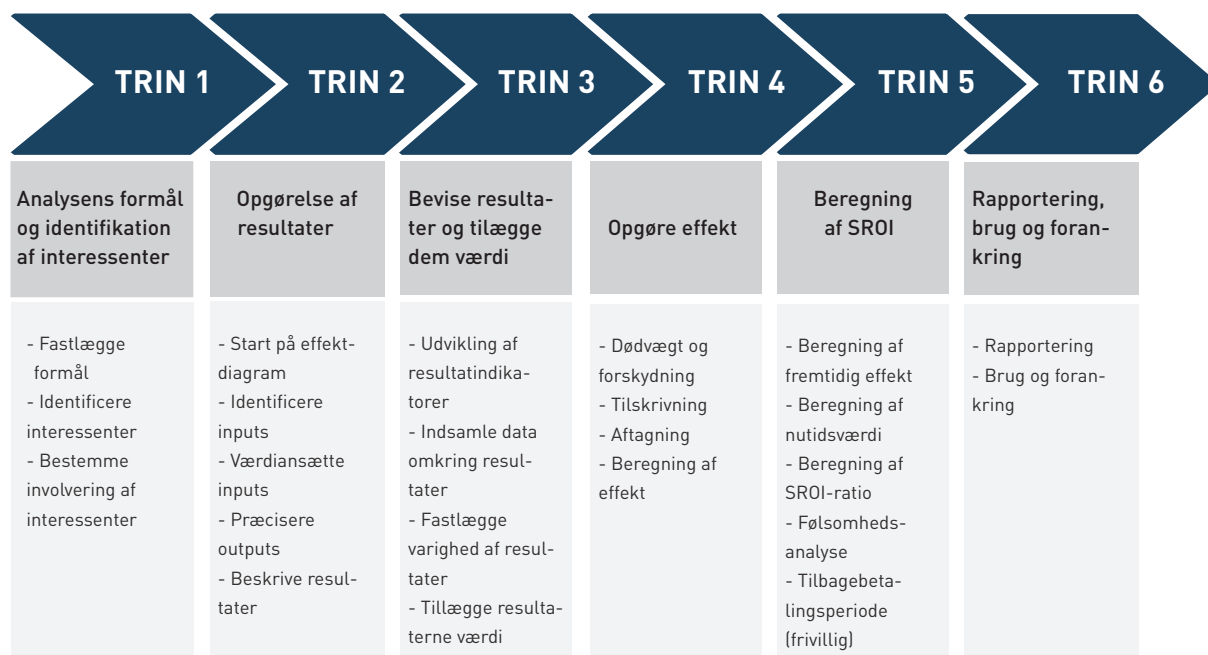 TRIN 1
TRIN 2
TRIN 3
TRIN 4
TRIN 5
TRIN 6
Analysens formål
og identifikation
af interessenter
Opgørelse af
resultater
Bevise resulta-
ter og tilægge
dem værdi
Opgøre effekt
Beregning
af SROI
Rapportering,
brug og foran-
kring
- Fastlægge
formål
- Identificere
interessenter
- Bestemme
involvering af
interessenter
- Start på effekt-
diagram
- Identificere
inputs
- Værdiansætte
inputs
- Præcisere
outputs
- Beskrive resul-
tater
- Udvikling af
resultatindika-
torer
- Indsamle data
omkring resul-
tater
- Fastlægge
varighed af resul-
tater
- Tillægge resulta-
terne værdi
- Dødvægt og
forskydning
- Tilskrivning
- Aftagning
- Beregning af
effekt
- Beregning af
fremtidig effekt
- Beregning af
nutidsværdi
- Beregning af
SROI-ratio
- Følsomheds-
analyse
- Tilbagebeta-
lingsperiode
(frivillig)
- Rapportering
- Brug og foran-
kring